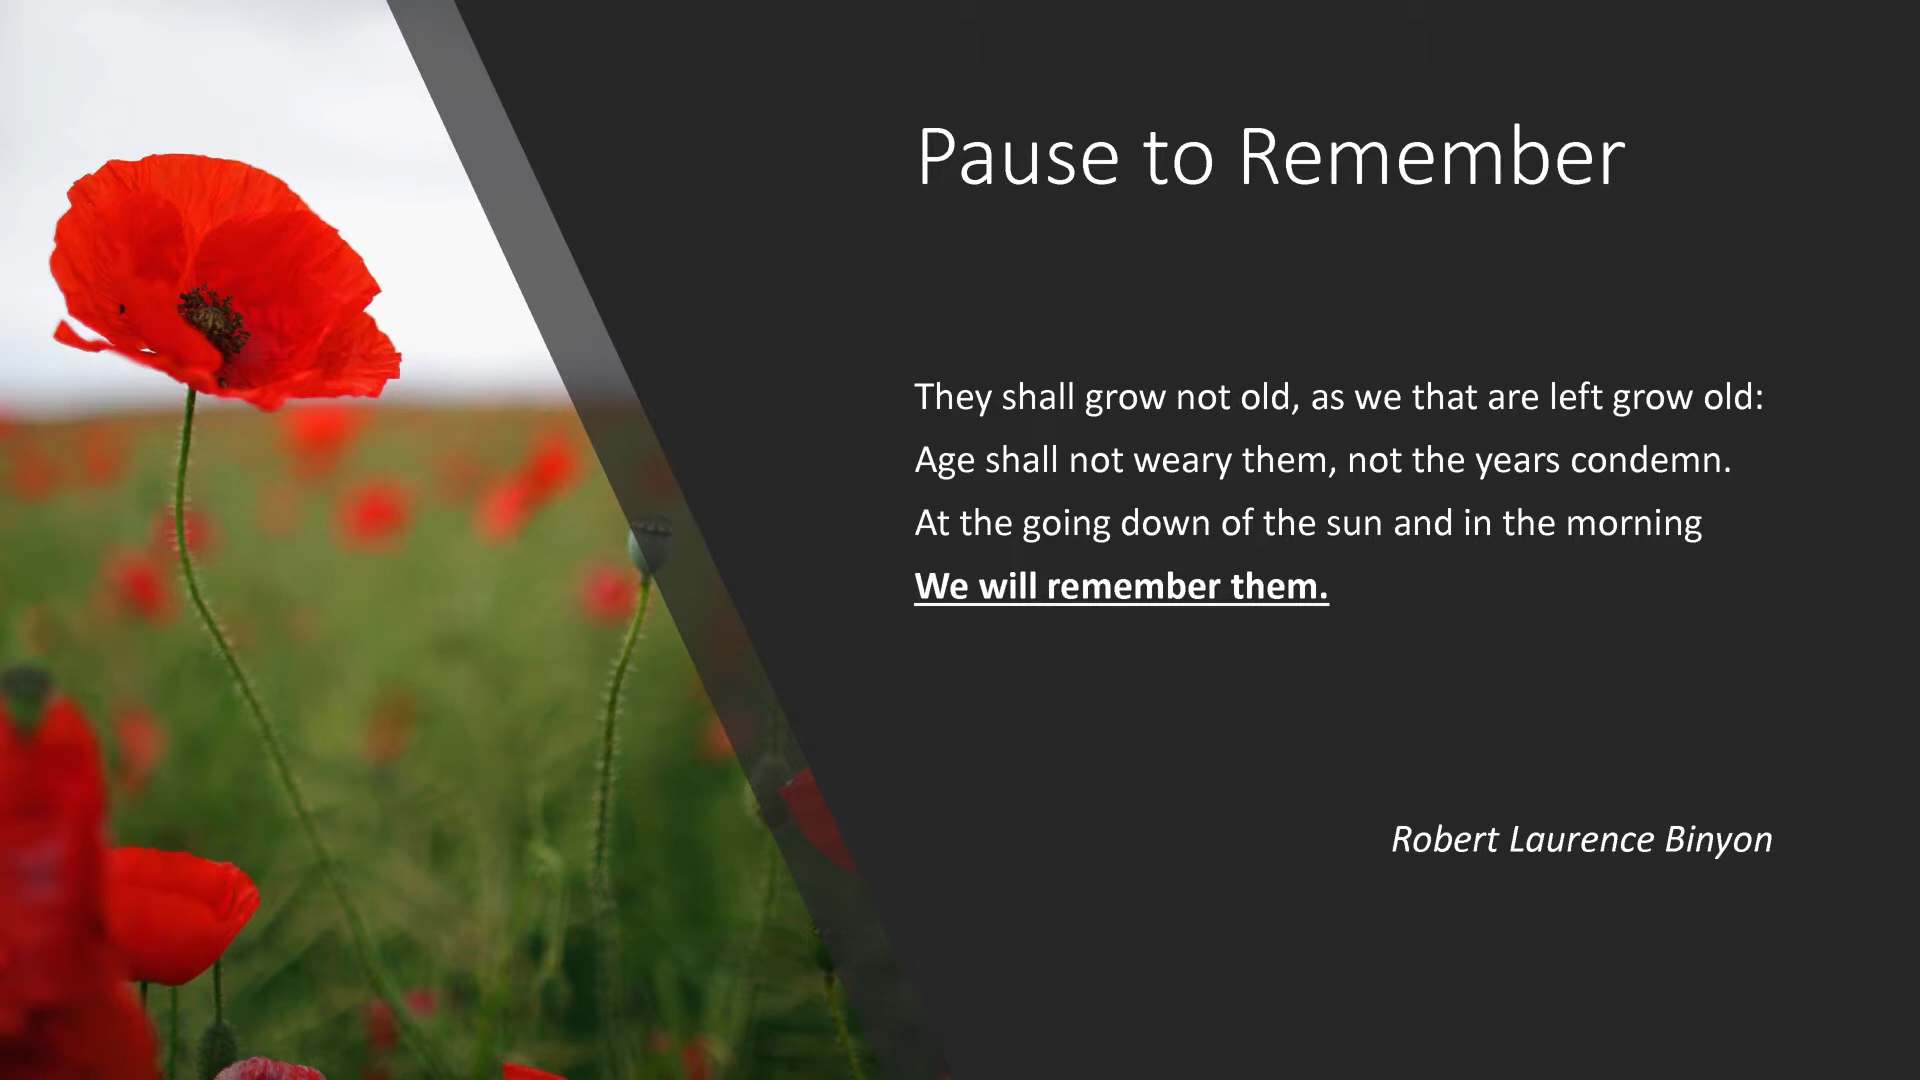 Pause to Remember
They shall grow not old, as we that are left grow old:
Age shall not weary them, not the years condemn.
At the going down of the sun and in the morning
We will remember them.
Robert Laurence Binyon